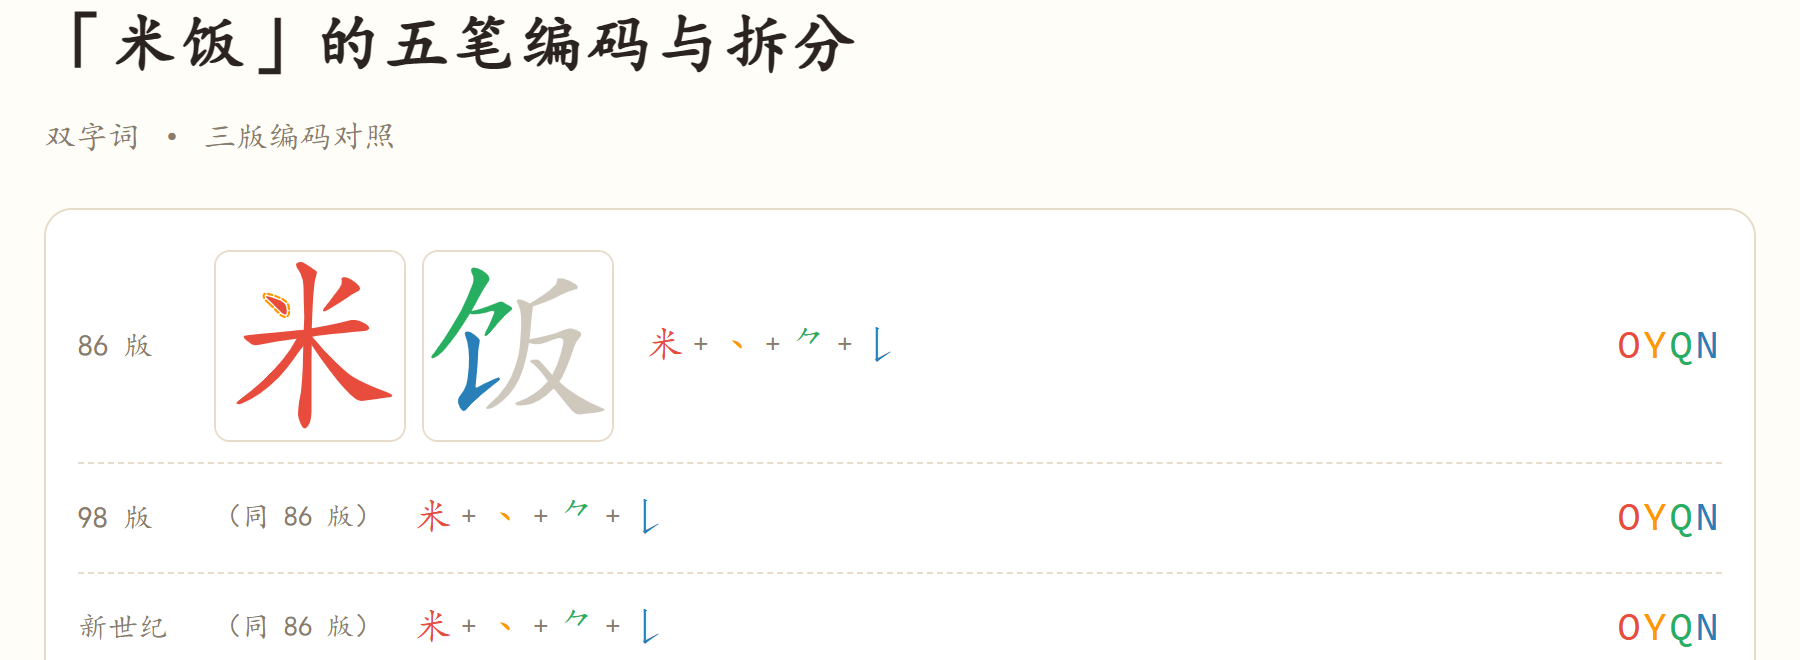 「米饭」的五笔编码与拆分
双字词 • 三版编码对照
86 版 米饭 米 + 丶 + 𠂊 + 𠄌 OYQN
98 版 （同 86 版） 米 + 丶 + 𠂊 + 𠄌 OYQN
新世纪 （同 86 版） 米 + 丶 + 𠂊 + 𠄌 OYQN